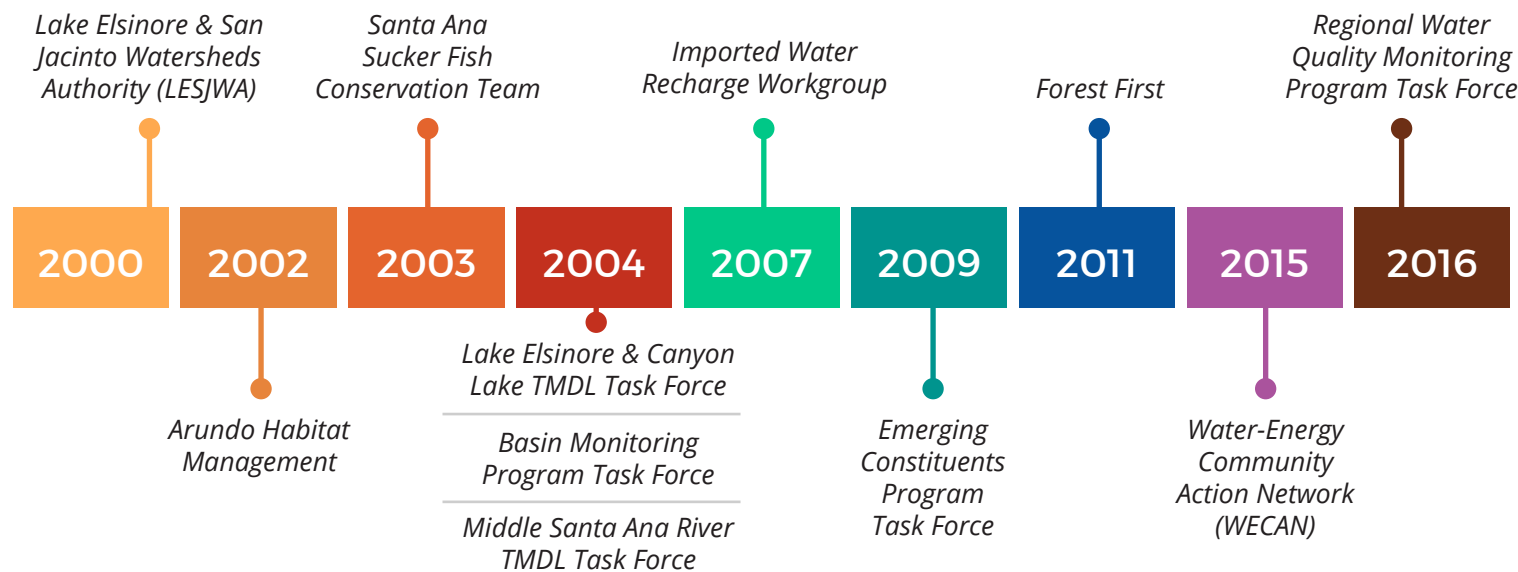 Lake Elsinore & San
Jacinto Watersheds
Authority (LESJWA)
Santa Ana
Sucker Fish
Conservation Team
Imported Water
Recharge Workgroup
Forest First
Regional Water
Quality Monitoring
Program Task Force
2000
2002
2003
2004
2007
2009
2011
2015
2016
Arundo Habitat
Management
Lake Elsinore & Canyon
Lake TMDL Task Force
Basin Monitoring
Program Task Force
Middle Santa Ana River
TMDL Task Force
Emerging
Constituents
Program
Task Force
Water-Energy
Community
Action Network
(WECAN)